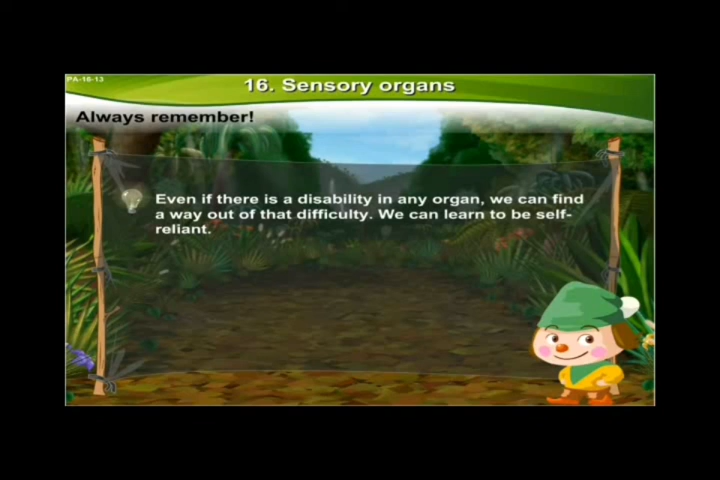 PA-16-13
16. Sensory organs
Always remember!
Even if there is a disability in any organ, we can find
a way out of that difficulty. We can learn to be self-
reliant.